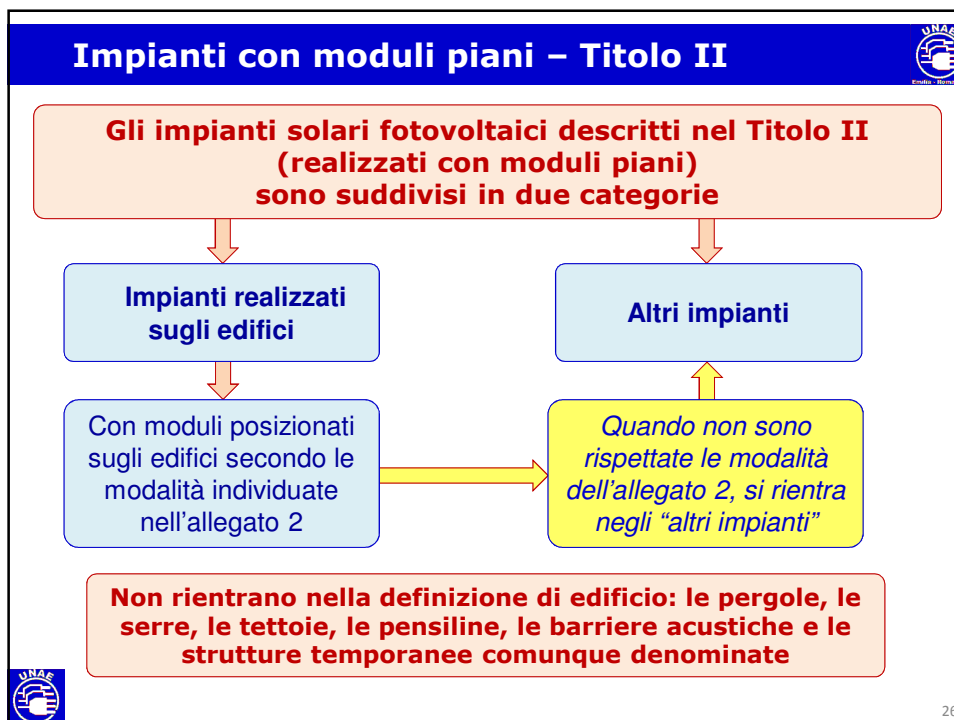 Impianti con moduli piani – Titolo II
UNAE
Emilia - Roma
Gli impianti solari fotovoltaici descritti nel Titolo II
(realizzati con moduli piani)
sono suddivisi in due categorie
Impianti realizzati
sugli edifici
Altri impianti
Con moduli posizionati
sugli edifici secondo le
modalità individuate
nell'allegato 2
Quando non sono
rispettate le modalità
dell'allegato 2, si rientra
negli “altri impianti”
Non rientrano nella definizione di edificio: le pergole, le
serre, le tettoie, le pensiline, le barriere acustiche e le
strutture temporanee comunque denominate
UNAE
26